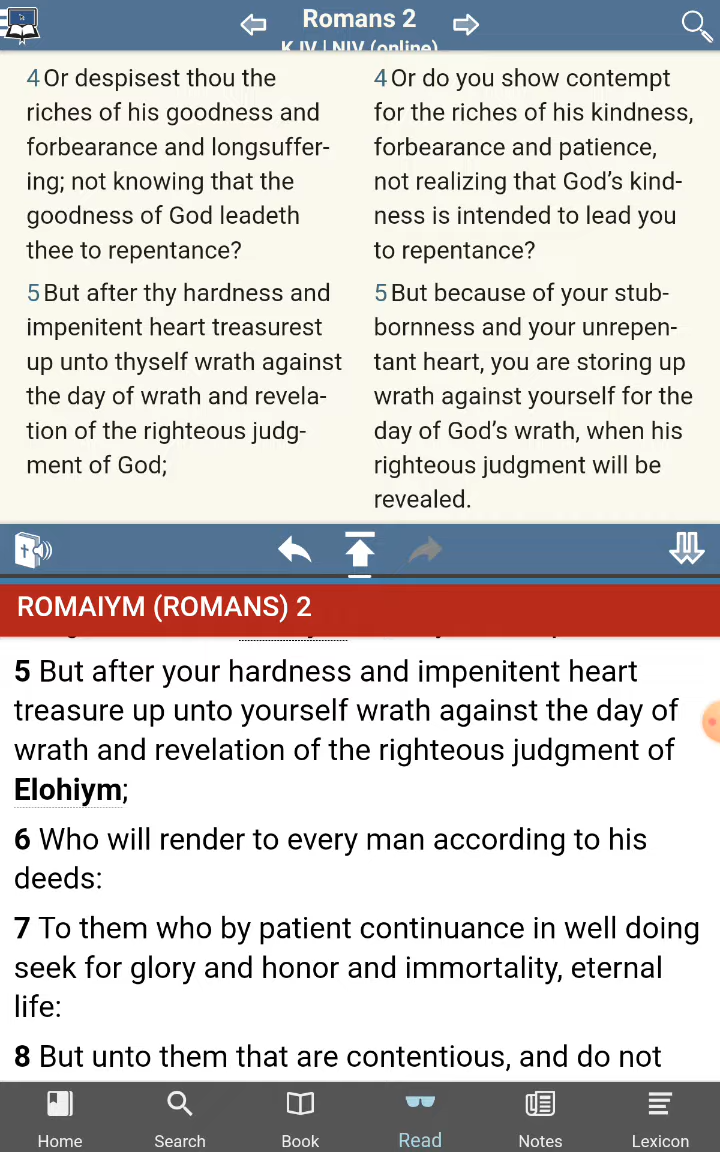 Romans 2
KJV | NIV (online)
4 Or despisest thou the
riches of his goodness and
forbearance and longsuffer-
ing; not knowing that the
goodness of God leadeth
thee to repentance?
5 But after thy hardness and
impenitent heart treasurest
up unto thyself wrath against
the day of wrath and revela-
tion of the righteous judg-
ment of God;
4 Or do you show contempt
for the riches of his kindness,
forbearance and patience,
not realizing that God’s kind-
ness is intended to lead you
to repentance?
5 But because of your stub-
bornness and your unrepen-
tant heart, you are storing up
wrath against yourself for the
day of God’s wrath, when his
righteous judgment will be
revealed.
ROMAIYM (ROMANS) 2
5 But after your hardness and impenitent heart
treasure up unto yourself wrath against the day of
wrath and revelation of the righteous judgment of
Elohiym;
6 Who will render to every man according to his
deeds:
7 To them who by patient continuance in well doing
seek for glory and honor and immortality, eternal
life:
8 But unto them that are contentious, and do not
Home
Search
Book
Read
Notes
Lexicon